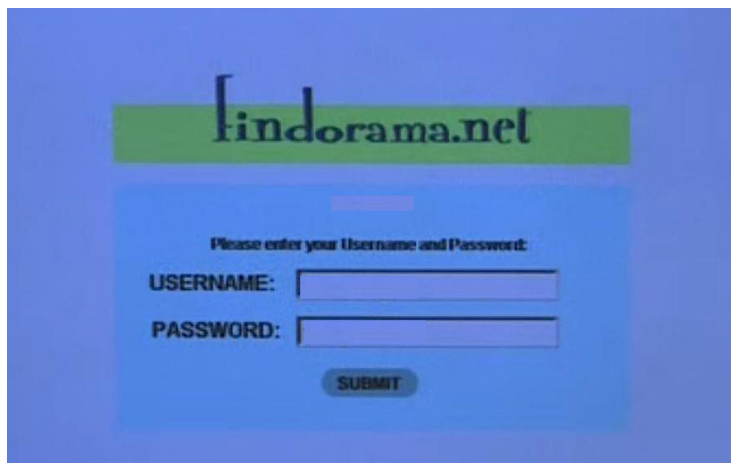 findorama.net
Please enter your Username and Password:
USERNAME:
PASSWORD:
SUBMIT